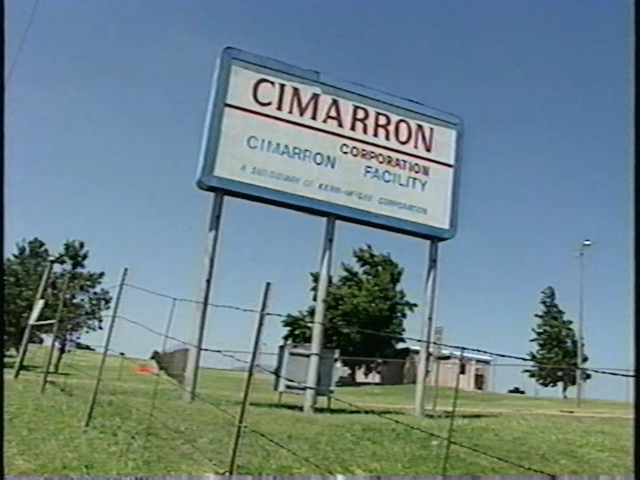 CIMARRON
CORPORATION
CIMARRON FACILITY
A SUBSIDIARY OF KERR-McGEE CORPORATION